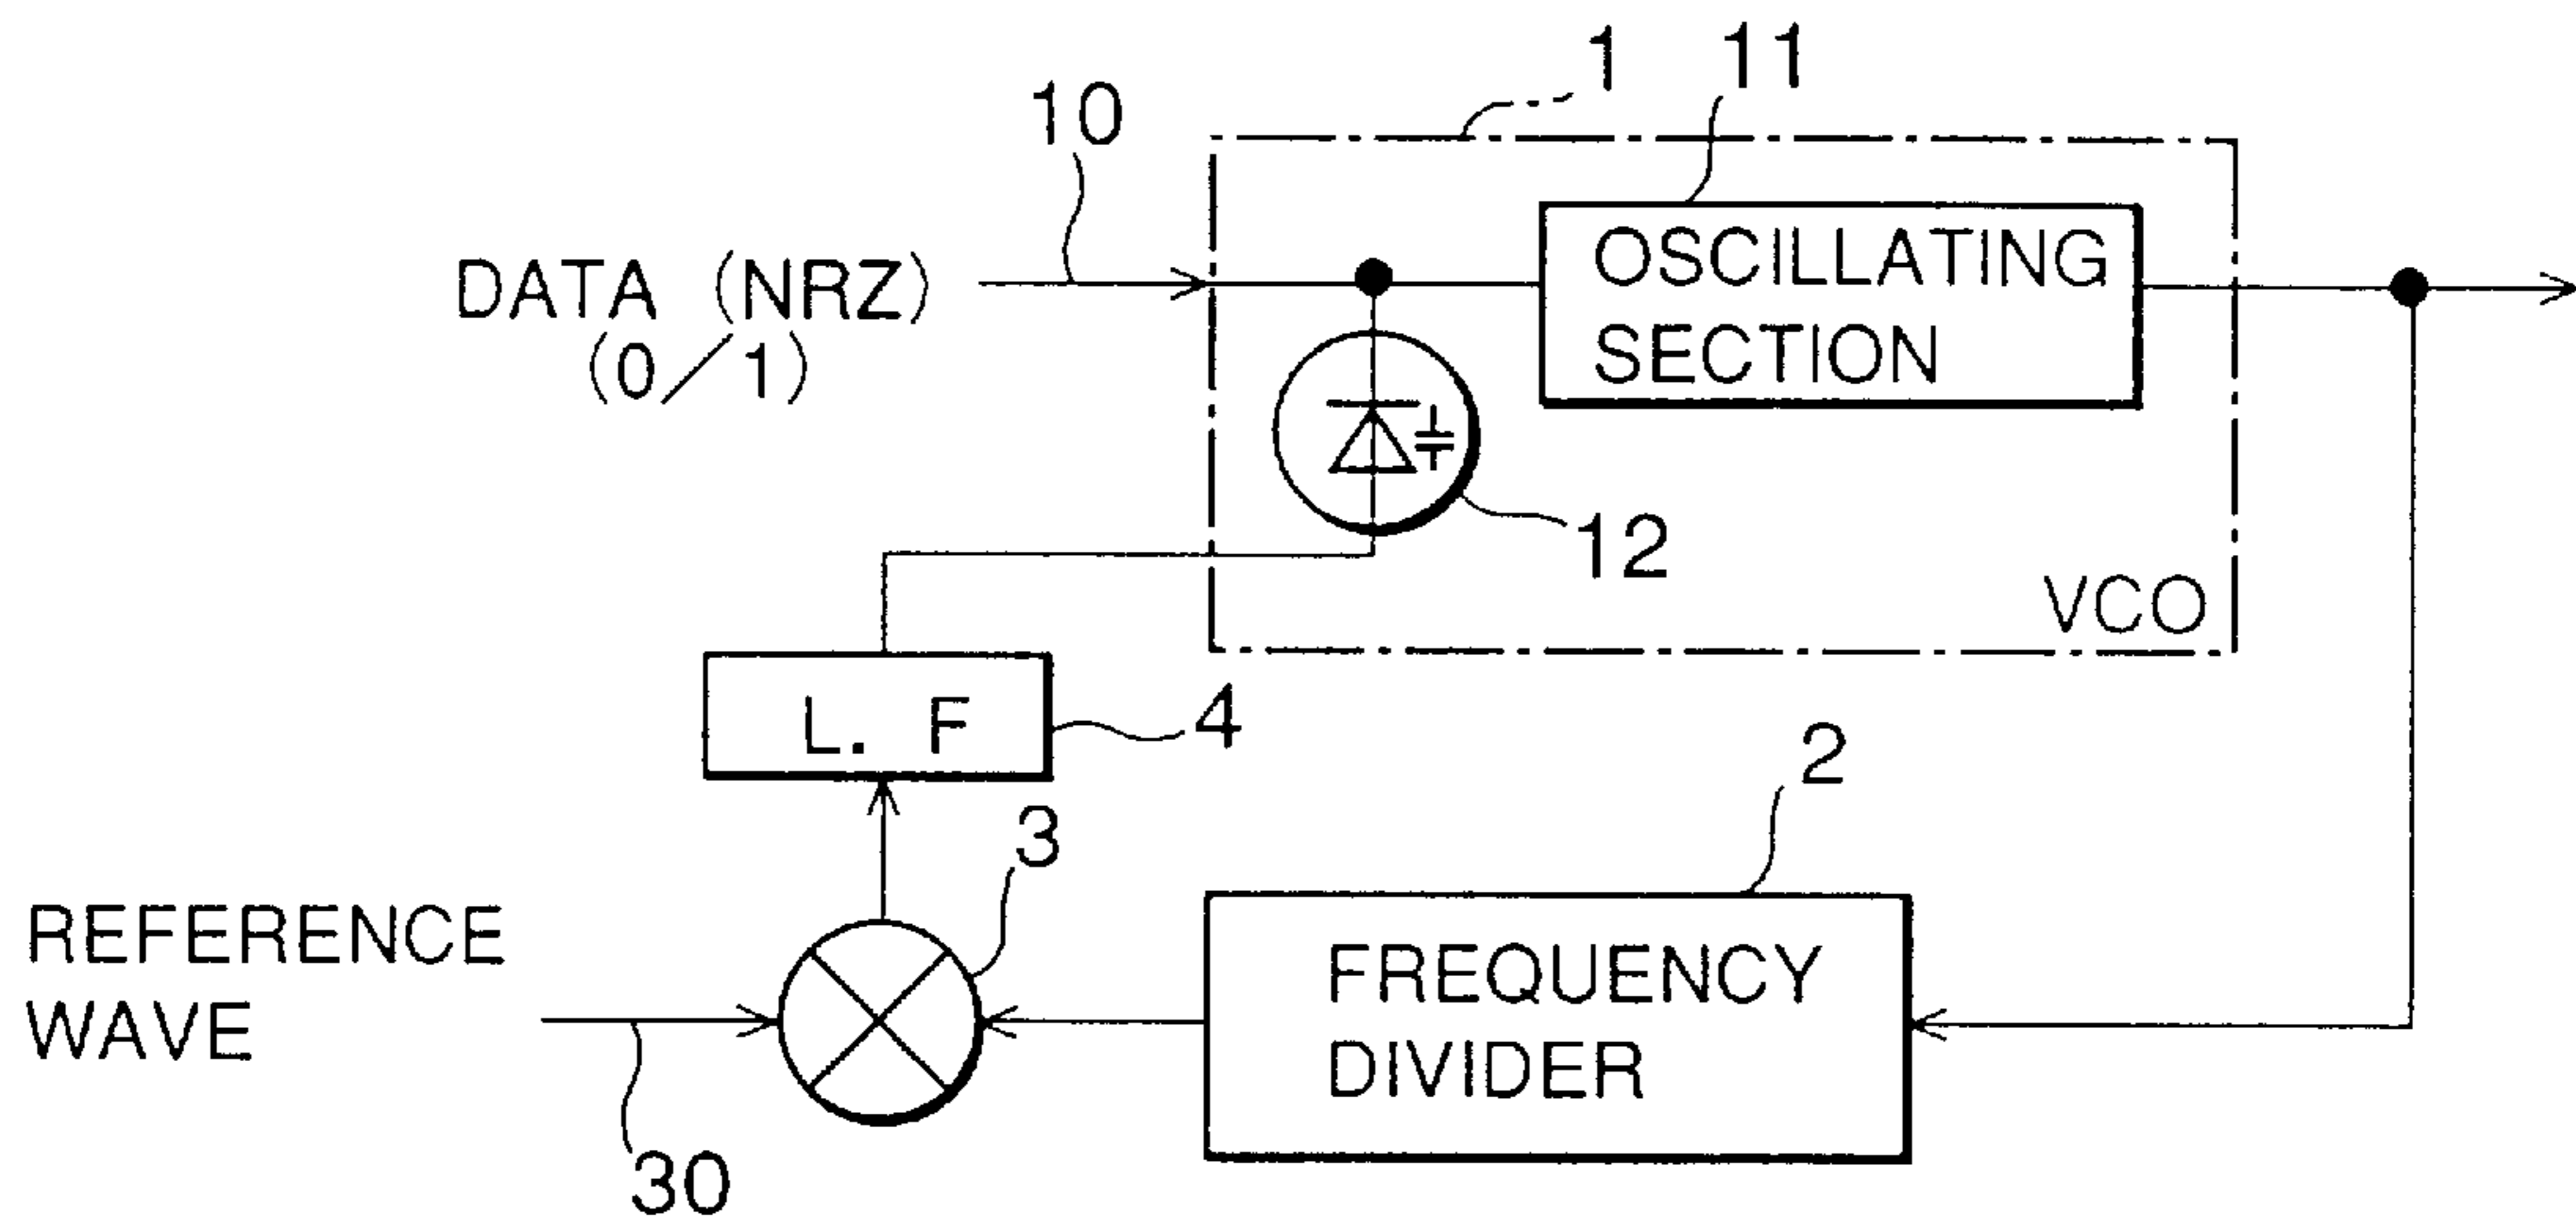 1
11
10
OSCILLATING
SECTION
DATA (NRZ)
(0/1)
12
VCO
L. F
4
2
3
REFERENCE
WAVE
FREQUENCY
DIVIDER
30